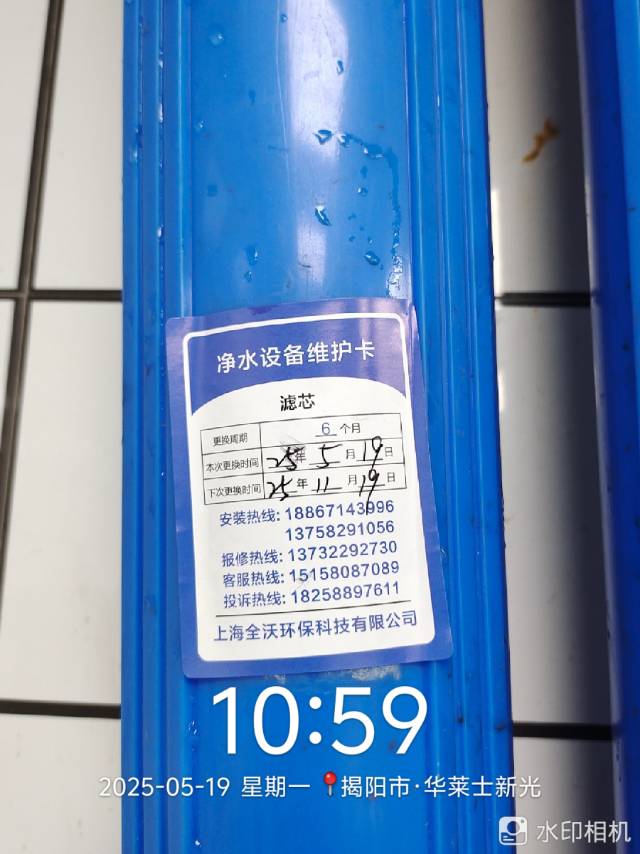 净水设备维护卡
滤芯
更换周期 6 个月
本次更换时间 25 年 5 月 19 日
下次更换时间 25 年 11 月 19 日
安装热线: 18867143996
13758291056
报修热线: 13732292730
客服热线: 15158087089
投诉热线: 18258897611
上海全沃环保科技有限公司
10:59
2025-05-19 星期一 📍揭阳市·华莱士新光
水印相机